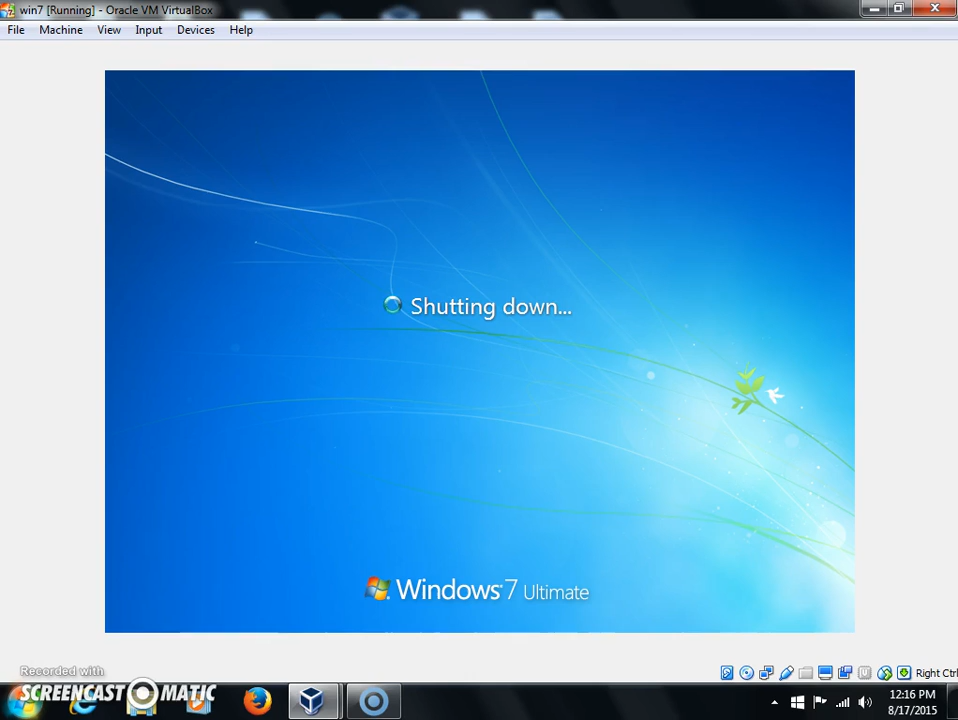 win7 [Running] - Oracle VM VirtualBox
File Machine View Input Devices Help
Shutting down...
Windows 7 Ultimate
Recorded with
SCREENCAST MATIC
Right Ctrl
12:16 PM
8/17/2015